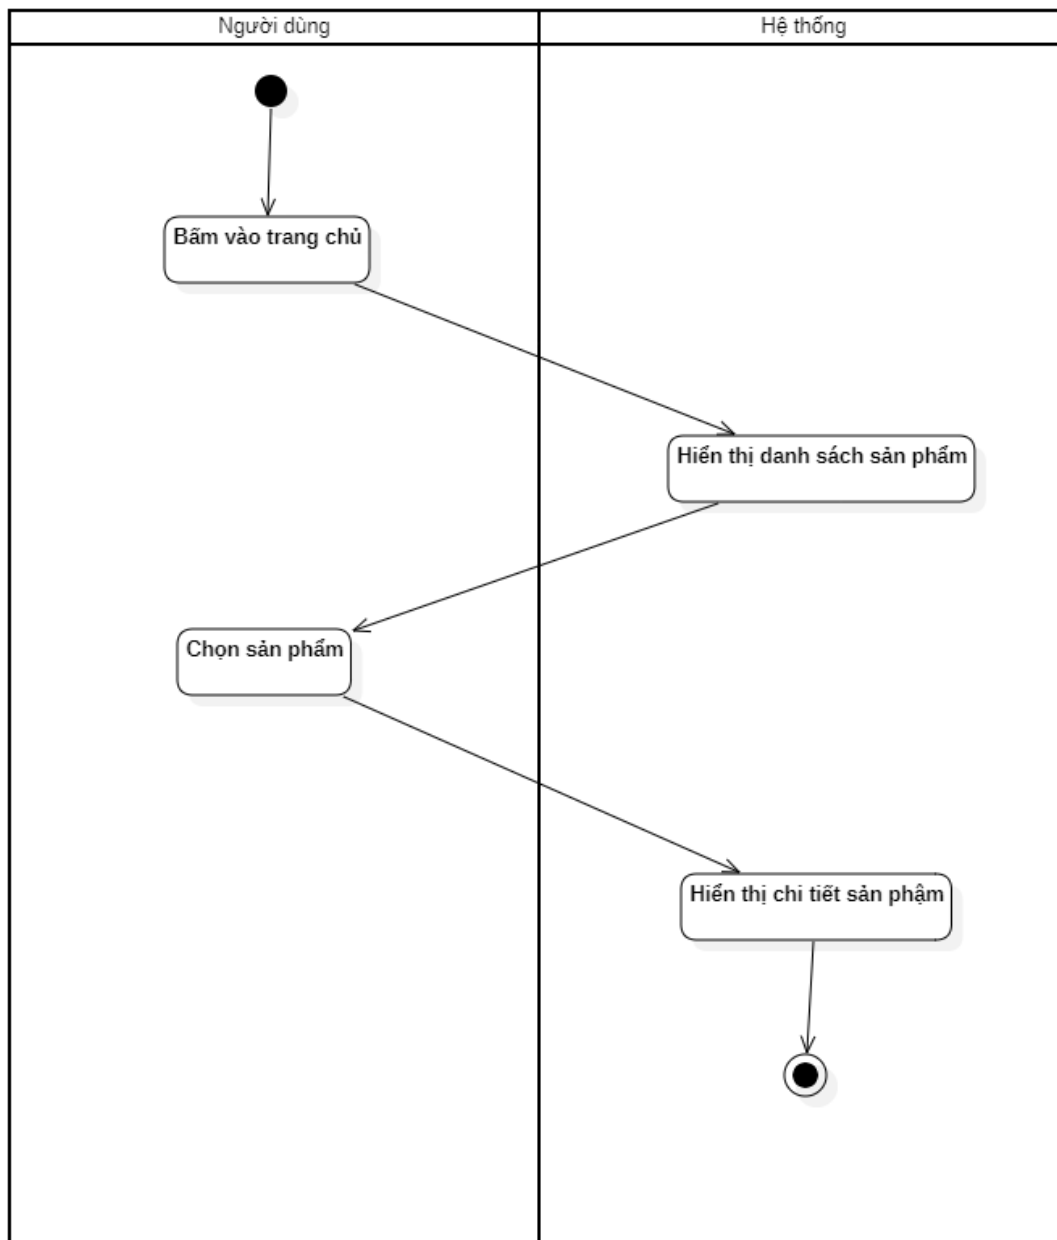 Người dùng
Hệ thống
Bấm vào trang chủ
Hiển thị danh sách sản phẩm
Chọn sản phẩm
Hiển thị chi tiết sản phậm